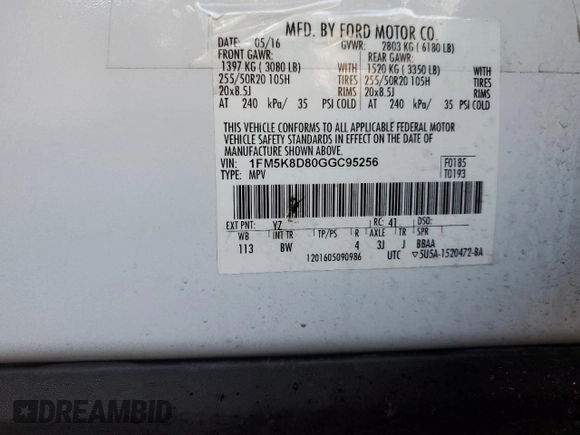 MFD. BY FORD MOTOR CO.
DATE: 05/16 GVWR: 2803 KG ( 6180 LB)
FRONT GAWR: REAR GAWR:
1397 KG ( 3080 LB) WITH 1520 KG ( 3350 LB) WITH
255/50R20 105H TIRES 255/50R20 105H TIRES
20x8.5J RIMS 20x8.5J RIMS
AT 240 kPa/ 35 PSI COLD AT 240 kPa/ 35 PSI COLD
THIS VEHICLE CONFORMS TO ALL APPLICABLE FEDERAL MOTOR
VEHICLE SAFETY STANDARDS IN EFFECT ON THE DATE OF
MANUFACTURE SHOWN ABOVE.
VIN: 1FM5K8D80GGC95256 F0185
TYPE: MPV T0193
EXT PNT: YZ RC: 41 DSO:
WB INT TR TP/PS R AXLE TR SPR
113 BW 4 3J J BBAA
1201605090986 UTC ▽5U5A-1520472-BA
DREAMBID